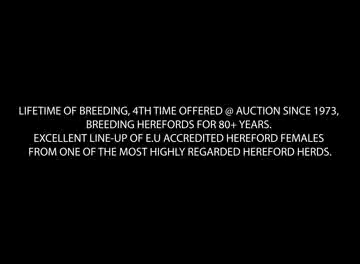 LIFETIME OF BREEDING, 4TH TIME OFFERED @ AUCTION SINCE 1973,
BREEDING HEREFORDS FOR 80+ YEARS.
EXCELLENT LINE-UP OF E.U ACCREDITED HEREFORD FEMALES
FROM ONE OF THE MOST HIGHLY REGARDED HEREFORD HERDS.